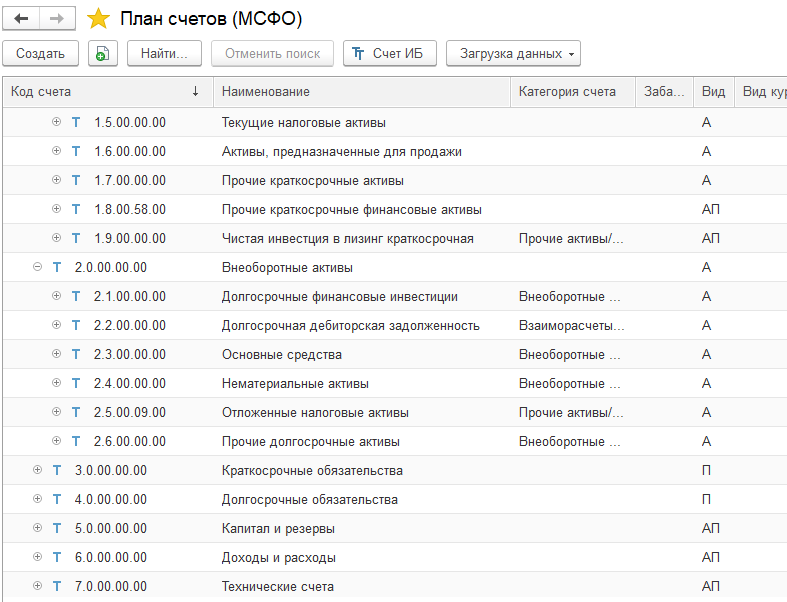 План счетов (МСФО)
Создать Найти... Отменить поиск Счет ИБ Загрузка данных
Код счета ↓ Наименование Категория счета Заба... Вид Вид кур
1.5.00.00.00 Текущие налоговые активы А
1.6.00.00.00 Активы, предназначенные для продажи А
1.7.00.00.00 Прочие краткосрочные активы А
1.8.00.58.00 Прочие краткосрочные финансовые активы АП
1.9.00.00.00 Чистая инвестция в лизинг краткосрочная Прочие активы/... АП
2.0.00.00.00 Внеоборотные активы А
2.1.00.00.00 Долгосрочные финансовые инвестиции Внеоборотные ... А
2.2.00.00.00 Долгосрочная дебиторская задолженность Взаиморасчеты... А
2.3.00.00.00 Основные средства Внеоборотные ... А
2.4.00.00.00 Нематериальные активы Внеоборотные ... А
2.5.00.09.00 Отложенные налоговые активы Прочие активы/... А
2.6.00.00.00 Прочие долгосрочные активы Внеоборотные ... А
3.0.00.00.00 Краткосрочные обязательства П
4.0.00.00.00 Долгосрочные обязательства П
5.0.00.00.00 Капитал и резервы АП
6.0.00.00.00 Доходы и расходы АП
7.0.00.00.00 Технические счета АП